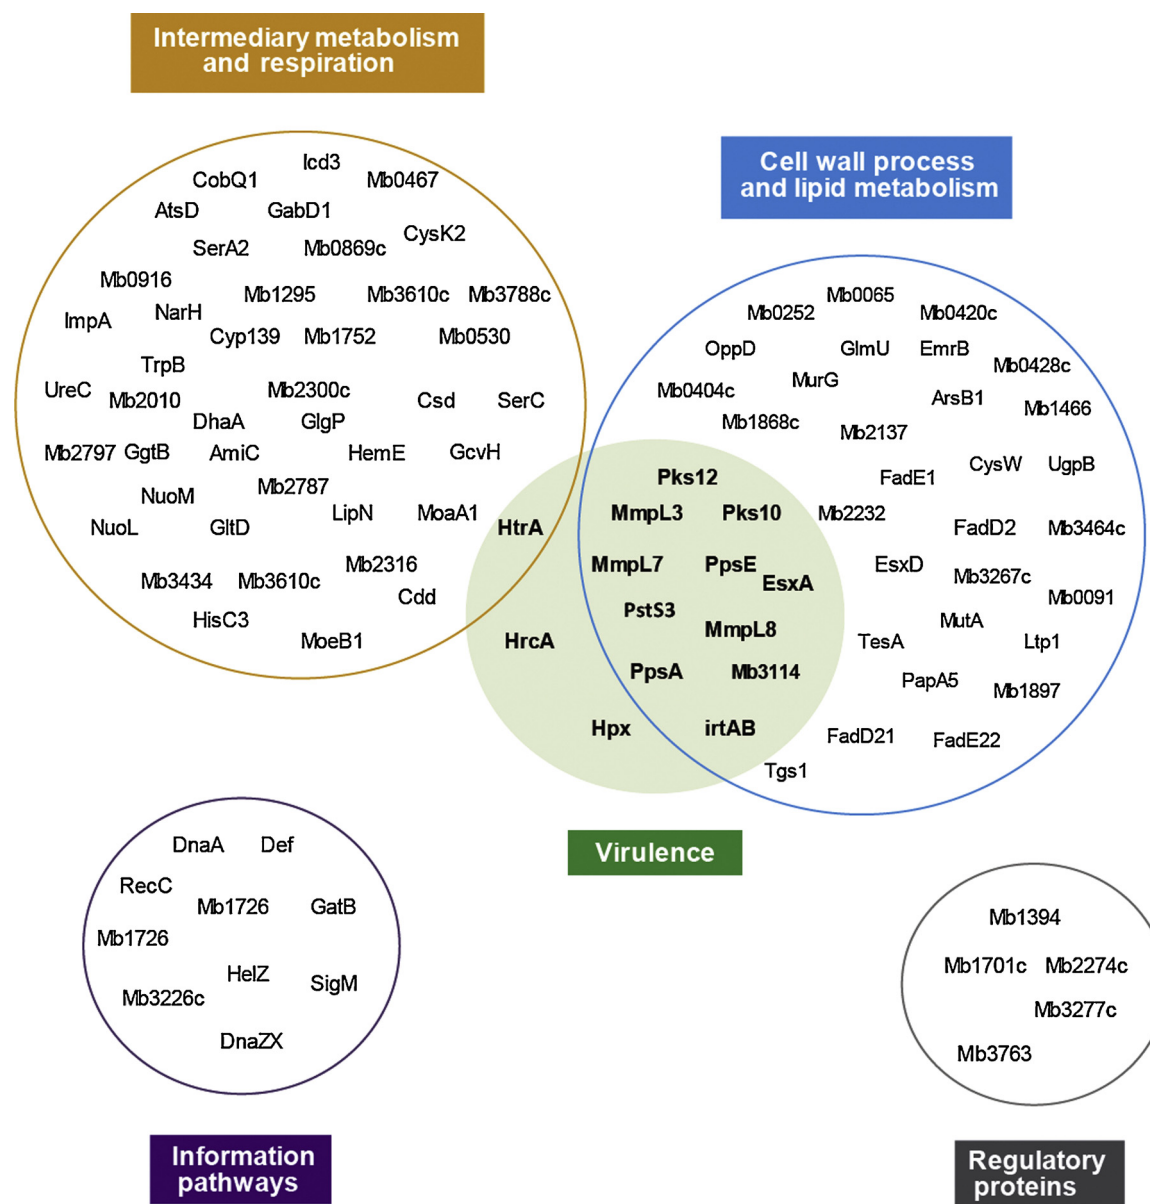 Intermediary metabolism
and respiration
Icd3
CobQ1
Mb0467
AtsD
GabD1
CysK2
SerA2
Mb0869c
Mb0916
Mb1295
Mb3610c
Mb3788c
ImpA
NarH
Cyp139
Mb1752
Mb0530
TrpB
UreC
Mb2010
Mb2300c
Csd
SerC
DhaA
GlgP
Mb2797
GgtB
AmiC
HemE
GcvH
NuoM
Mb2787
NuoL
GltD
LipN
MoaA1
HtrA
Mb2316
Mb3434
Mb3610c
Cdd
HisC3
MoeB1
Cell wall process
and lipid metabolism
Mb0065
Mb0252
Mb0420c
OppD
GlmU
EmrB
Mb0428c
Mb0404c
MurG
ArsB1
Mb1466
Mb1868c
Mb2137
FadE1
CysW
UgpB
Pks12
MmpL3
Pks10
Mb2232
FadD2
Mb3464c
MmpL7
PpsE
EsxA
EsxD
Mb3267c
Mb0091
PstS3
MmpL8
MutA
HrcA
TesA
Ltp1
PpsA
Mb3114
PapA5
Mb1897
Hpx
irtAB
FadD21
FadE22
Tgs1
Virulence
DnaA
Def
RecC
Mb1726
GatB
Mb1726
HelZ
SigM
Mb3226c
DnaZX
Information
pathways
Mb1394
Mb1701c
Mb2274c
Mb3277c
Mb3763
Regulatory
proteins